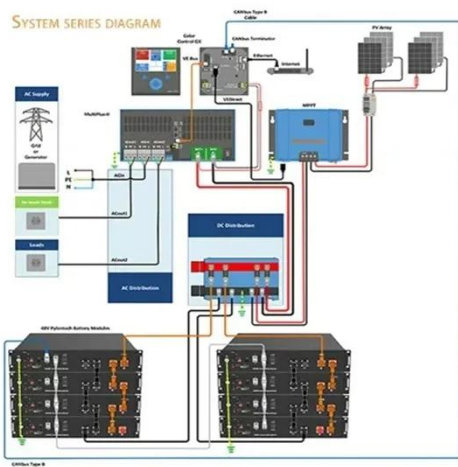 SYSTEM SERIES DIAGRAM
CANbus Type B
Cable
Color
Control GX
CANbus Terminator
PV Array
Ethernet
Internet
VE Bus
AC Supply
VE Direct
MultiPlus-II
MPPT
Grid
or
Generator
L
PE
N
ACin
ACout1
Loads
ACout2
DC Distribution
AC Distribution
48V Pylontech Battery Modules
CANbus Type B